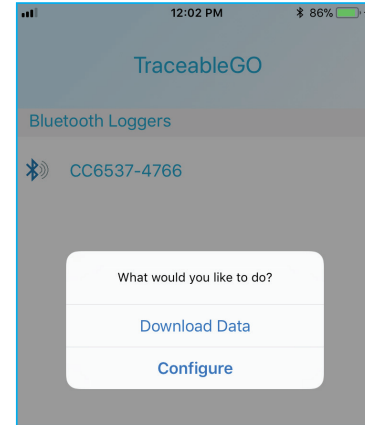 12:02 PM
86%
TraceableGO
Bluetooth Loggers
CC6537-4766
What would you like to do?
Download Data
Configure